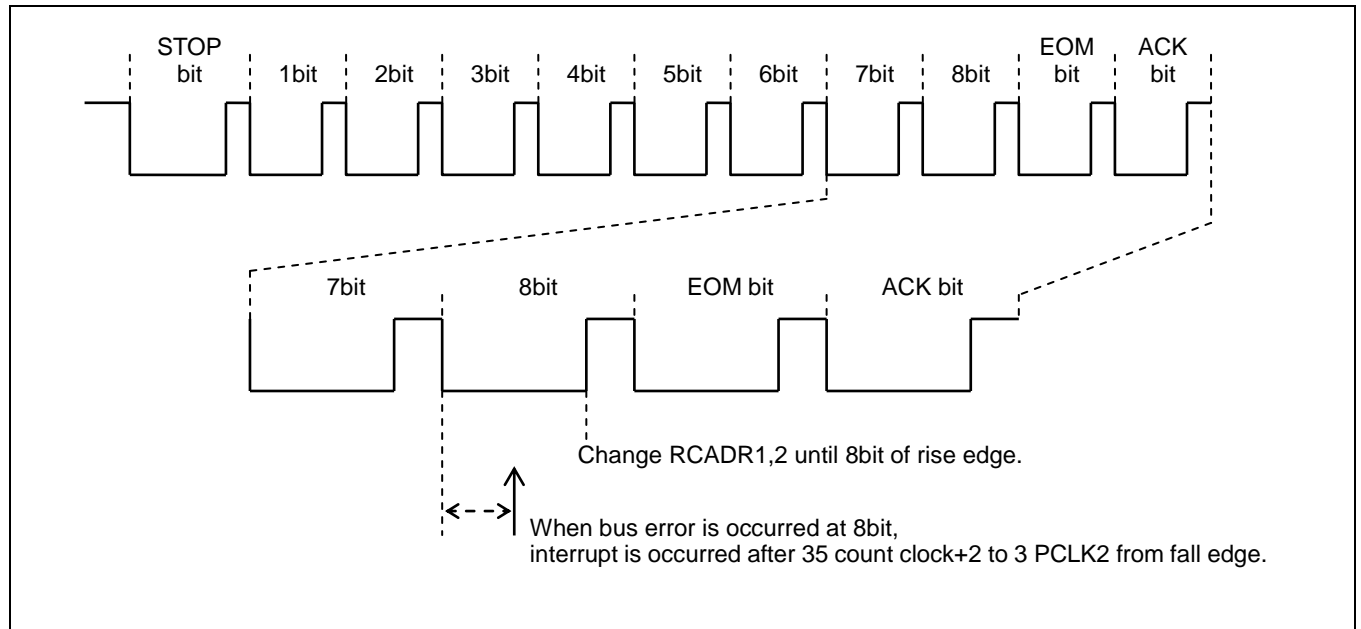 STOP bit
1bit 2bit 3bit 4bit 5bit 6bit 7bit 8bit
EOM bit
ACK bit
7bit 8bit EOM bit ACK bit
Change RCADR1,2 until 8bit of rise edge.
When bus error is occurred at 8bit,
interrupt is occurred after 35 count clock+2 to 3 PCLK2 from fall edge.